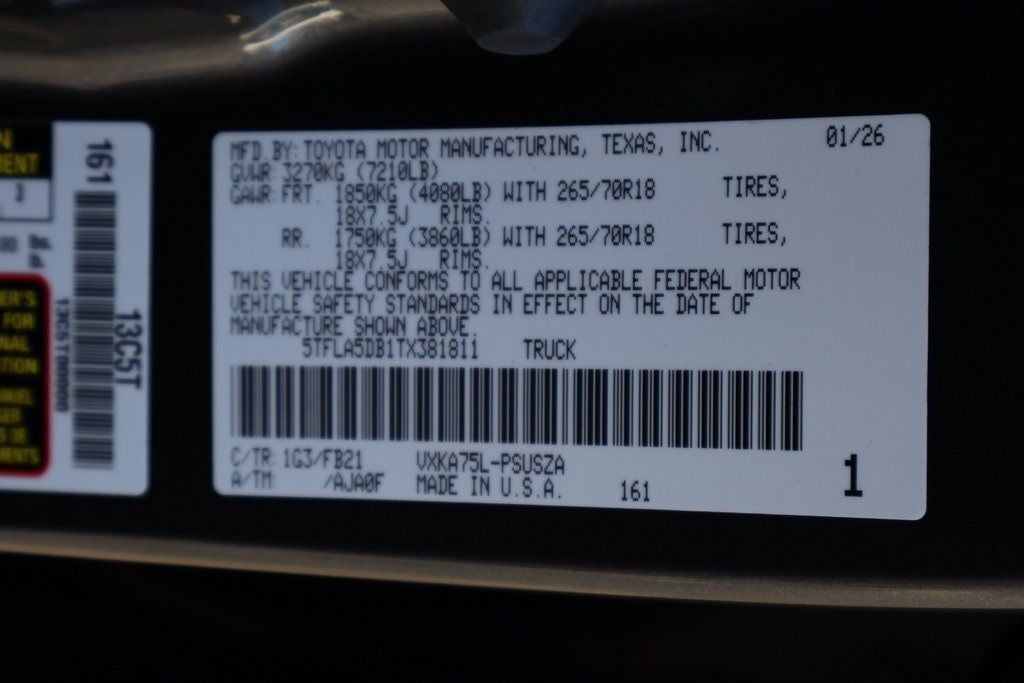 MFD.BY: TOYOTA MOTOR MANUFACTURING, TEXAS, INC. 01/26
GVWR: 3270KG (7210LB)
GAWR: FRT. 1850KG (4080LB) WITH 265/70R18 TIRES,
18X7.5J RIMS.
RR. 1750KG (3860LB) WITH 265/70R18 TIRES,
18X7.5J RIMS.
THIS VEHICLE CONFORMS TO ALL APPLICABLE FEDERAL MOTOR
VEHICLE SAFETY STANDARDS IN EFFECT ON THE DATE OF
MANUFACTURE SHOWN ABOVE.
5TFLA5DB1TX381811 TRUCK
C/TR: 1G3/FB21 VXKA75L-PSUSZA
A/TM: /AJA0F MADE IN U.S.A. 161
1
161
13C5T
13C5T00000
3